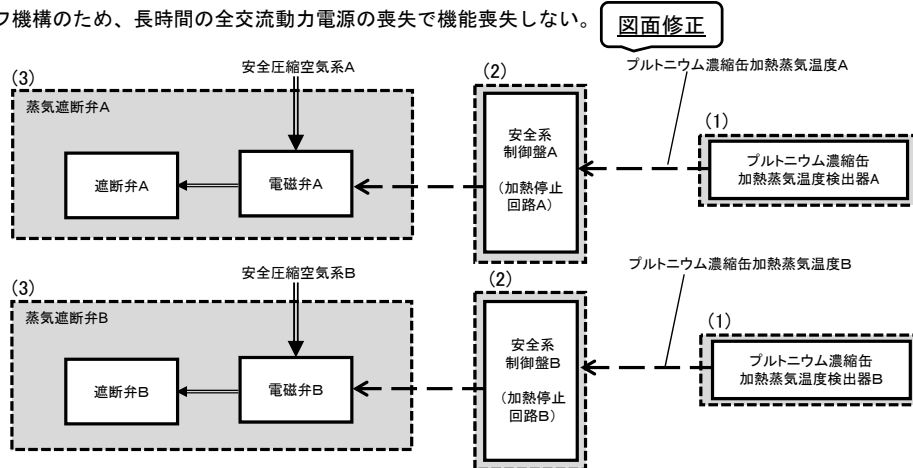 フ機構のため、長時間の全交流動力電源の喪失で機能喪失しない。
図面修正
(3)
安全圧縮空気系A
(2)
プルトニウム濃縮缶加熱蒸気温度A
(1)
蒸気遮断弁A
遮断弁A
電磁弁A
安全系
制御盤A
(加熱停止
回路A)
プルトニウム濃縮缶
加熱蒸気温度検出器A
(3)
安全圧縮空気系B
(2)
プルトニウム濃縮缶加熱蒸気温度B
(1)
蒸気遮断弁B
遮断弁B
電磁弁B
安全系
制御盤B
(加熱停止
回路B)
プルトニウム濃縮缶
加熱蒸気温度検出器B